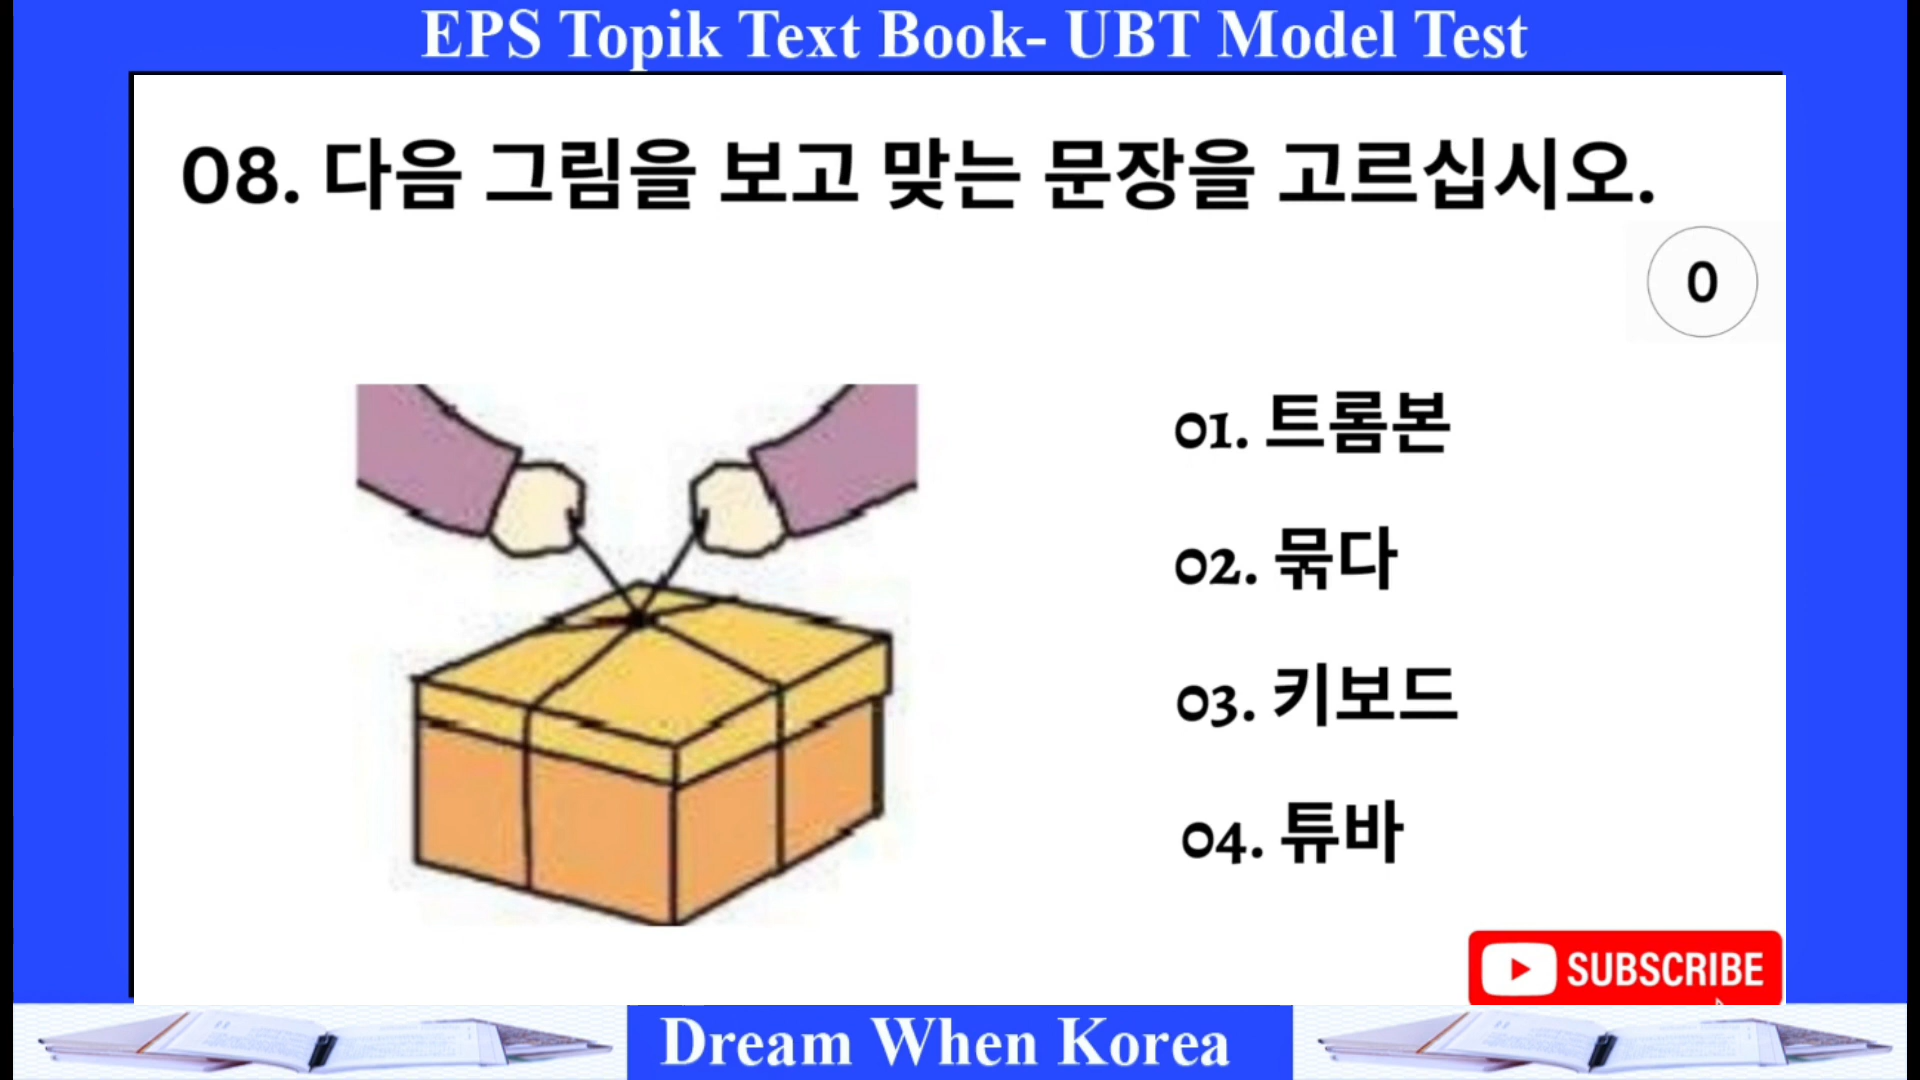 EPS Topik Text Book- UBT Model Test
08. 다음 그림을 보고 맞는 문장을 고르십시오.
0
01. 트롬본
02. 묶다
03. 키보드
04. 튜바
SUBSCRIBE
Dream When Korea